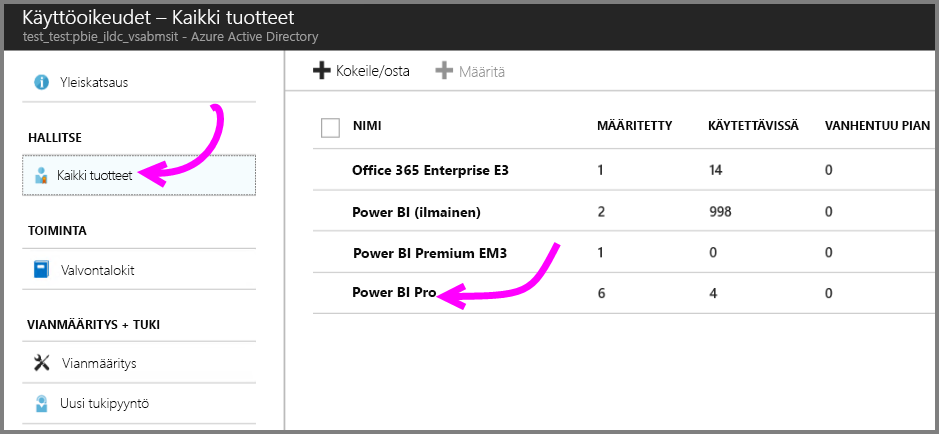 Käyttöoikeudet – Kaikki tuotteet
test_test:pbie_ildc_vsabmsit - Azure Active Directory
Yleiskatsaus
HALLITSE
Kaikki tuotteet
TOIMINTA
Valvontalokit
VIANMÄÄRITYS + TUKI
Vianmääritys
Uusi tukipyyntö
Kokeile/osta Määritä
NIMI MÄÄRITETTY KÄYTETTÄVISSÄ VANHENTUU PIAN
Office 365 Enterprise E3 1 14 0
Power BI (ilmainen) 2 998 0
Power BI Premium EM3 1 0 0
Power BI Pro 6 4 0